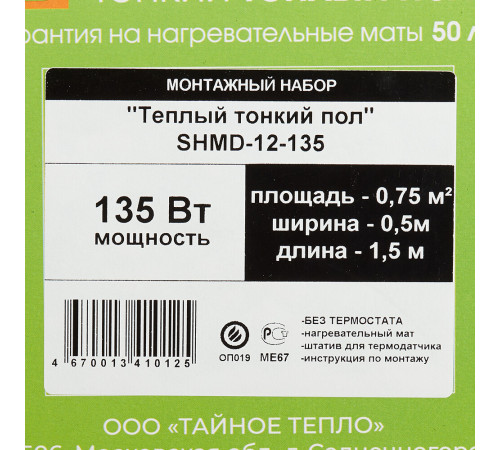 на нагревательные маты 50
МОНТАЖНЫЙ НАБОР
"Теплый тонкий пол"
SHMD-12-135
135 Вт
мощность
площадь - 0,75 м²
ширина - 0,5м
длина - 1,5 м
4 670013 410125
ОП019
РС
МЕ67
-БЕЗ ТЕРМОСТАТА
-нагревательный мат
- штатив для термодатчика
-инструкция по монтажу
ООО «ТАЙНОЕ ТЕПЛО»